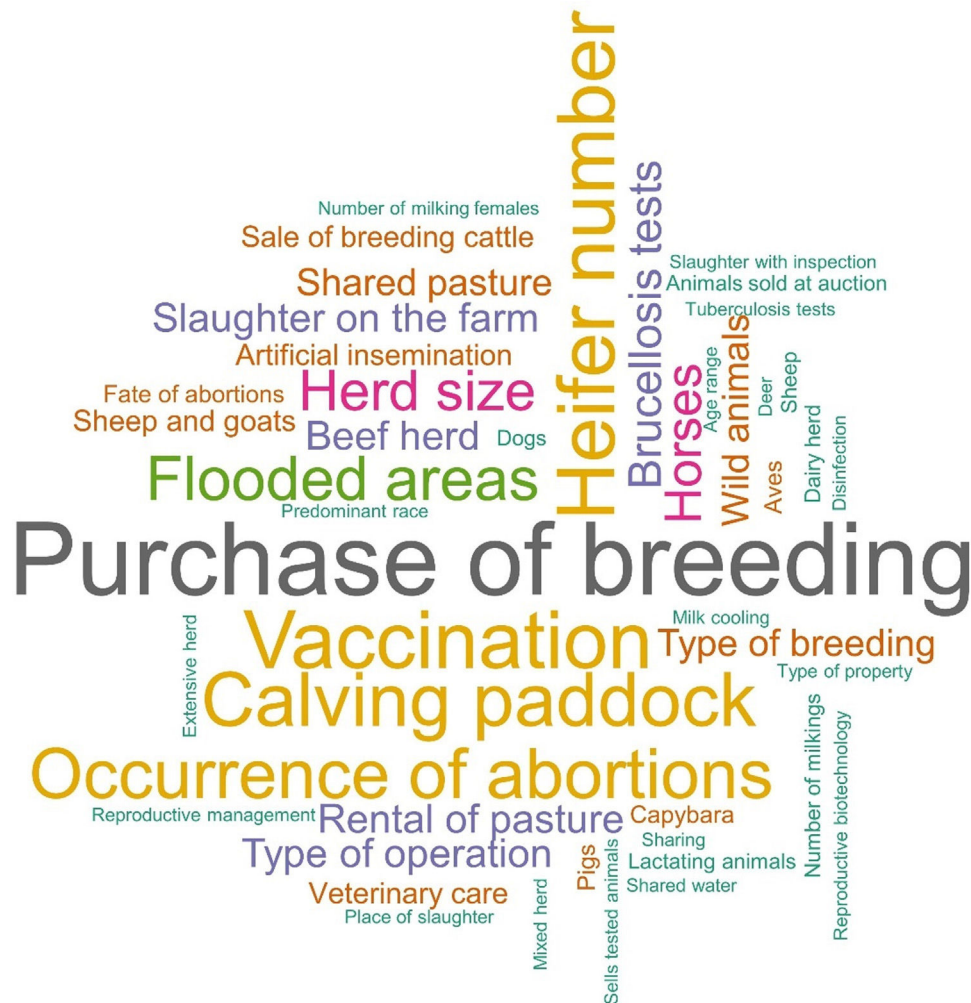 Heifer number
Brucellosis tests
Number of milking females
Sale of breeding cattle
Slaughter with inspection
Shared pasture
Animals sold at auction
Slaughter on the farm
Tuberculosis tests
Artificial insemination
Wild animals
Age range
Deer
Sheep
Herd size
Horses
Fate of abortions
Sheep and goats
Beef herd
Dogs
Dairy herd
Disinfection
Flooded areas
Aves
Predominant race
Purchase of breeding
Extensive herd
Vaccination
Milk cooling
Type of breeding
Type of property
Calving paddock
Number of milkings
Reproductive biotechnology
Occurrence of abortions
Reproductive management
Rental of pasture
Capybara
Sharing
Type of operation
Pigs
Sells tested animals
Lactating animals
Veterinary care
Shared water
Mixed herd
Place of slaughter